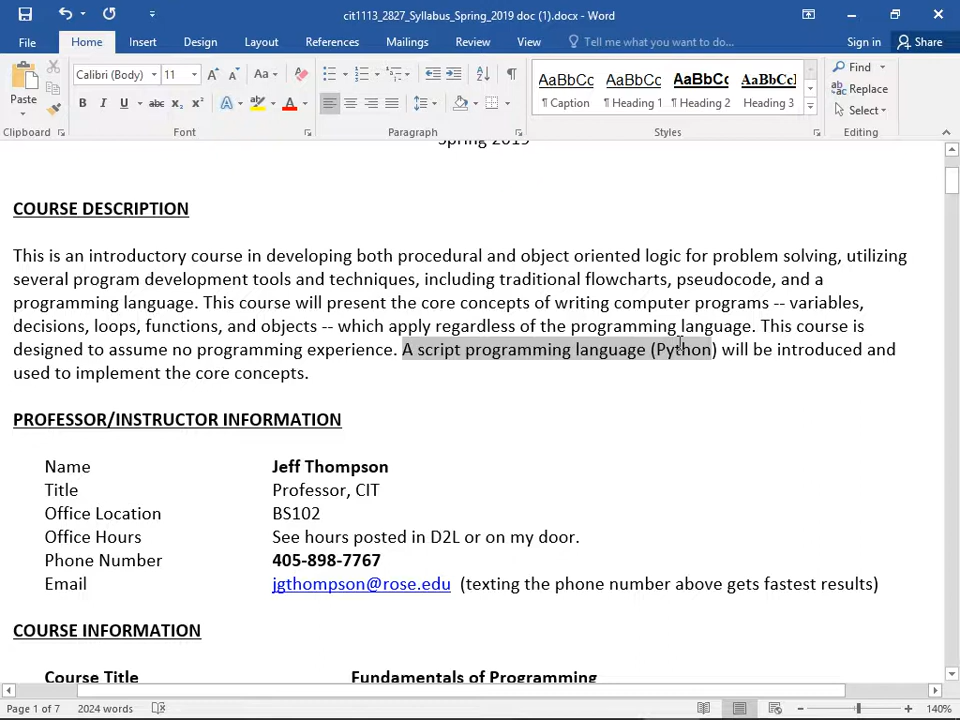 cit1113_2827_Syllabus_Spring_2019 doc (1).docx - Word
File Home Insert Design Layout References Mailings Review View Tell me what you want to do... Sign in Share
Paste
Calibri (Body) 11 A A Aa
B I U abc x₂ x² A A
AaBbCc AaBbCc AaBbCc AaBbCcI
¶ Caption ¶ Heading 1 ¶ Heading 2 Heading 3
Find
Replace
Select
Clipboard Font Paragraph Styles Editing
Spring 2019
COURSE DESCRIPTION
This is an introductory course in developing both procedural and object oriented logic for problem solving, utilizing
several program development tools and techniques, including traditional flowcharts, pseudocode, and a
programming language. This course will present the core concepts of writing computer programs -- variables,
decisions, loops, functions, and objects -- which apply regardless of the programming language. This course is
designed to assume no programming experience. A script programming language (Python) will be introduced and
used to implement the core concepts.
PROFESSOR/INSTRUCTOR INFORMATION
Name Jeff Thompson
Title Professor, CIT
Office Location BS102
Office Hours See hours posted in D2L or on my door.
Phone Number 405-898-7767
Email jgthompson@rose.edu (texting the phone number above gets fastest results)
COURSE INFORMATION
Course Title Fundamentals of Programming
Page 1 of 7 2024 words 140%